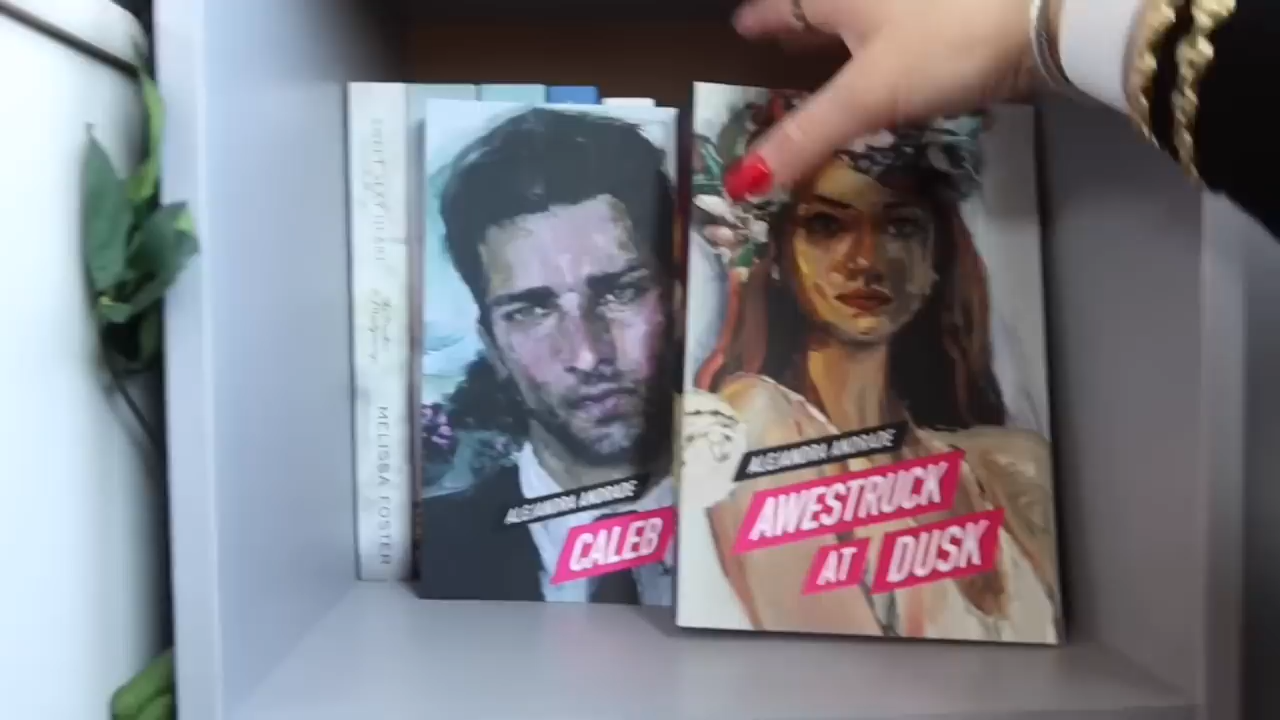 MELISSA FOSTER
ALEJANDRA ANDRADE
CALEB
ALEJANDRA ANDRADE
AWESTRUCK
AT DUSK